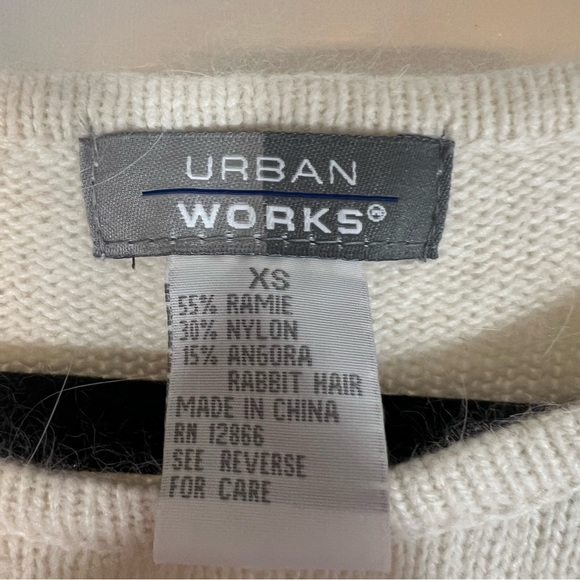 URBAN
WORKS®
XS
55% RAMIE
30% NYLON
15% ANGORA
RABBIT HAIR
MADE IN CHINA
RN 12866
SEE REVERSE
FOR CARE